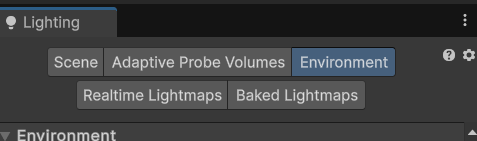 Lighting
Scene Adaptive Probe Volumes Environment
Realtime Lightmaps Baked Lightmaps
Environment